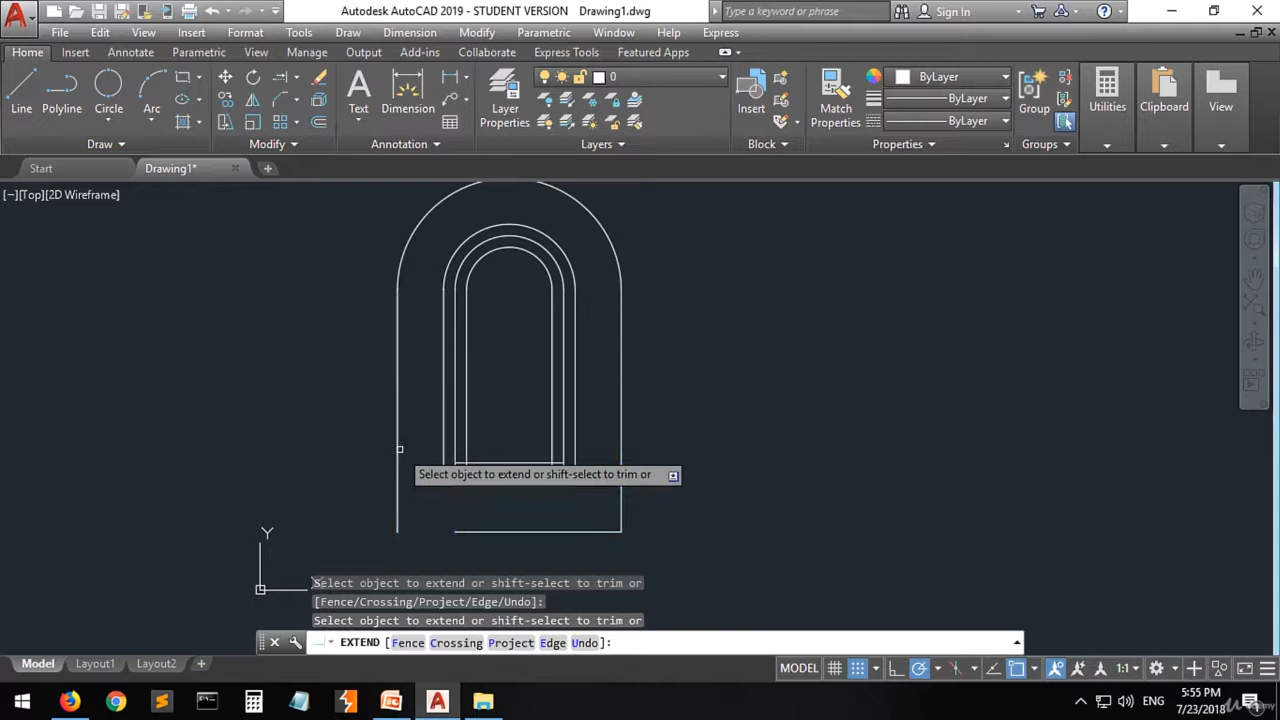 Autodesk AutoCAD 2019 - STUDENT VERSION Drawing1.dwg
Type a keyword or phrase
Sign In
File Edit View Insert Format Tools Draw Dimension Modify Parametric Window Help Express
Home Insert Annotate Parametric View Manage Output Add-ins Collaborate Express Tools Featured Apps
0
ByLayer
ByLayer
ByLayer
Line Polyline Circle Arc
Text Dimension
Layer Properties
Insert
Match Properties
Group
Utilities
Clipboard
View
Draw Modify Annotation Layers Block Properties Groups
Start Drawing1*
[−][Top][2D Wireframe]
Select object to extend or shift-select to trim or
Y
X
Select object to extend or shift-select to trim or
[Fence/Crossing/Project/Edge/Undo]:
Select object to extend or shift-select to trim or
EXTEND [Fence Crossing Project Edge Undo]:
Model Layout1 Layout2
MODEL
1:1
ENG
5:55 PM
7/23/2018